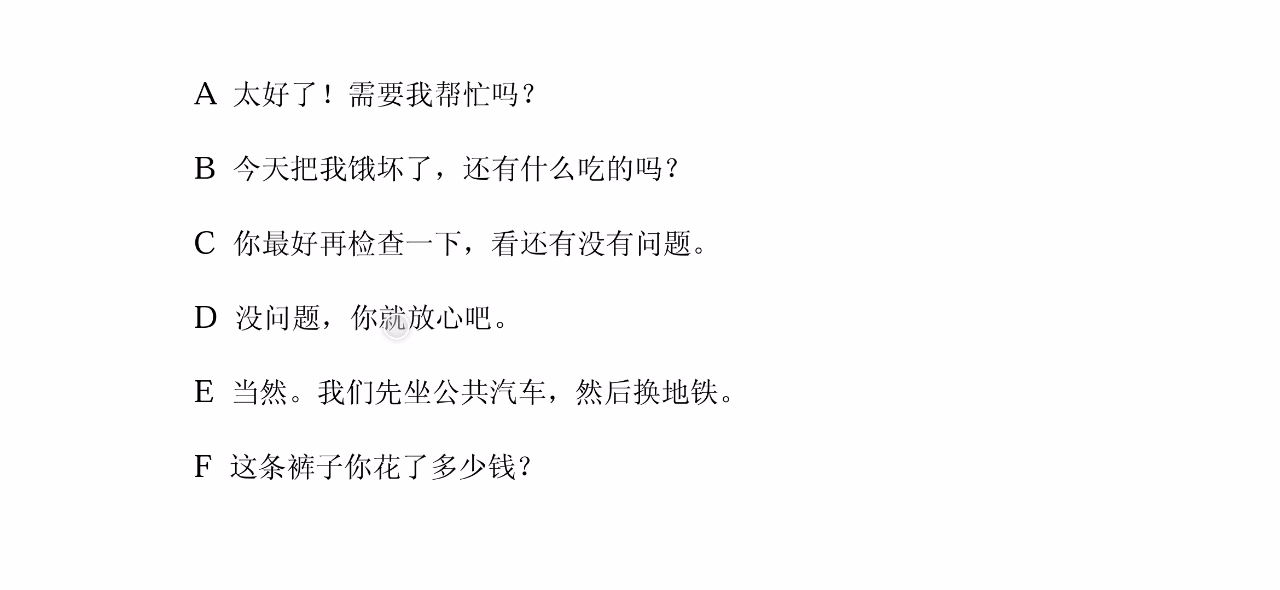 A 太好了！需要我帮忙吗？
B 今天把我饿坏了，还有什么吃的吗？
C 你最好再检查一下，看还有没有问题。
D 没问题，你就放心吧。
E 当然。我们先坐公共汽车，然后换地铁。
F 这条裤子你花了多少钱？